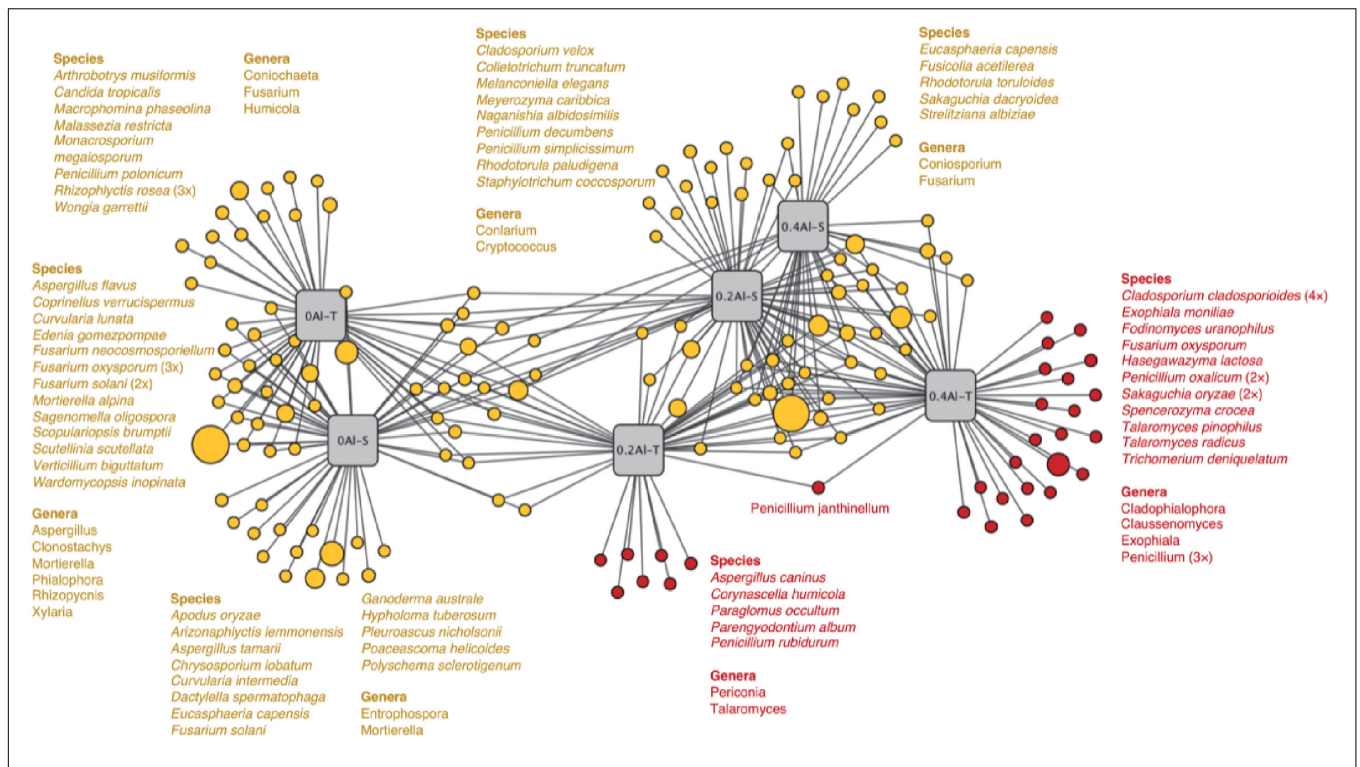 Species
Arthrobotrys musiformis
Candida tropicalis
Macrophomina phaseolina
Malassezia restricta
Monacrosporium
megalosporum
Penicillium polonicum
Rhizophlyctis rosea (3x)
Wongia garrettii
Genera
Coniochaeta
Fusarium
Humicola
Species
Cladosporium velox
Colletotrichum truncatum
Melanconiella elegans
Meyerozyma caribbica
Naganishia albidosimilis
Penicillium decumbens
Penicillium simplicissimum
Rhodotorula paludigena
Staphylotrichum coccosporum
Genera
Conlarium
Cryptococcus
Species
Eucasphaeria capensis
Fusicolia acetilerea
Rhodotorula toruloides
Sakaguchia dacryoidea
Strelitziana albiziae
Genera
Coniosporium
Fusarium
Species
Aspergillus flavus
Coprinellus verrucispermus
Curvularia lunata
Edenia gomezpompae
Fusarium neocosmosporiellum
Fusarium oxysporum (3x)
Fusarium solani (2x)
Mortierella alpina
Sagenomella oligospora
Scopulariopsis brumptii
Scutellinia scutellata
Verticillium biguttatum
Wardomycopsis inopinata
Genera
Aspergillus
Clonostachys
Mortierella
Phialophora
Rhizopycnis
Xylaria
0Al-T
0Al-S
0.2Al-S
0.4Al-S
0.2Al-T
0.4Al-T
Species
Cladosporium cladosporioides (4×)
Exophiala moniliae
Fodinomyces uranophilus
Fusarium oxysporum
Hasegawazyma lactosa
Penicillium oxalicum (2×)
Sakaguchia oryzae (2×)
Spencerozyma crocea
Talaromyces pinophilus
Talaromyces radicus
Trichomerium deniquelatum
Genera
Cladophialophora
Claussenomyces
Exophiala
Penicillium (3×)
Penicillium janthinellum
Species
Apodus oryzae
Arizonaphlyctis lemmonensis
Aspergillus tamarii
Chrysosporium lobatum
Curvularia intermedia
Dactylella spermatophaga
Eucasphaeria capensis
Fusarium solani
Ganoderma australe
Hypholoma tuberosum
Pleuroascus nicholsonii
Poaceascoma helicoides
Polyschema sclerotigenum
Genera
Entrophospora
Mortierella
Species
Aspergillus caninus
Corynascella humicola
Paraglomus occultum
Parengyodontium album
Penicillium rubidurum
Genera
Periconia
Talaromyces